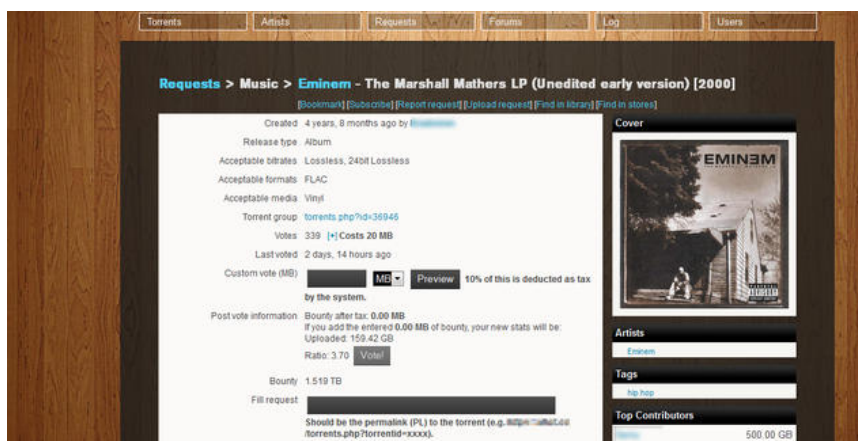 Torrents Artists Requests Forums Log Users
Requests > Music > Eminem - The Marshall Mathers LP (Unedited early version) [2000]
[Bookmark] [Subscribe] [Report request] [Upload request] [Find in library] [Find in stores]
Created 4 years, 8 months ago by
Release type Album
Acceptable bitrates Lossless, 24bit Lossless
Acceptable formats FLAC
Acceptable media Vinyl
Torrent group torrents.php?id=36946
Votes 339 [+] Costs 20 MB
Last voted 2 days, 14 hours ago
Custom vote (MB) MB Preview 10% of this is deducted as tax
by the system.
Post vote information Bounty after tax: 0.00 MB
If you add the entered 0.00 MB of bounty, your new stats will be:
Uploaded: 159.42 GB
Ratio: 3.70 Vote!
Bounty 1.519 TB
Fill request
Should be the permalink (PL) to the torrent (e.g.
/torrents.php?torrentid=xxxx).
Cover
EMINEM
Artists
Eminem
Tags
hip.hop
Top Contributors
500.00 GB